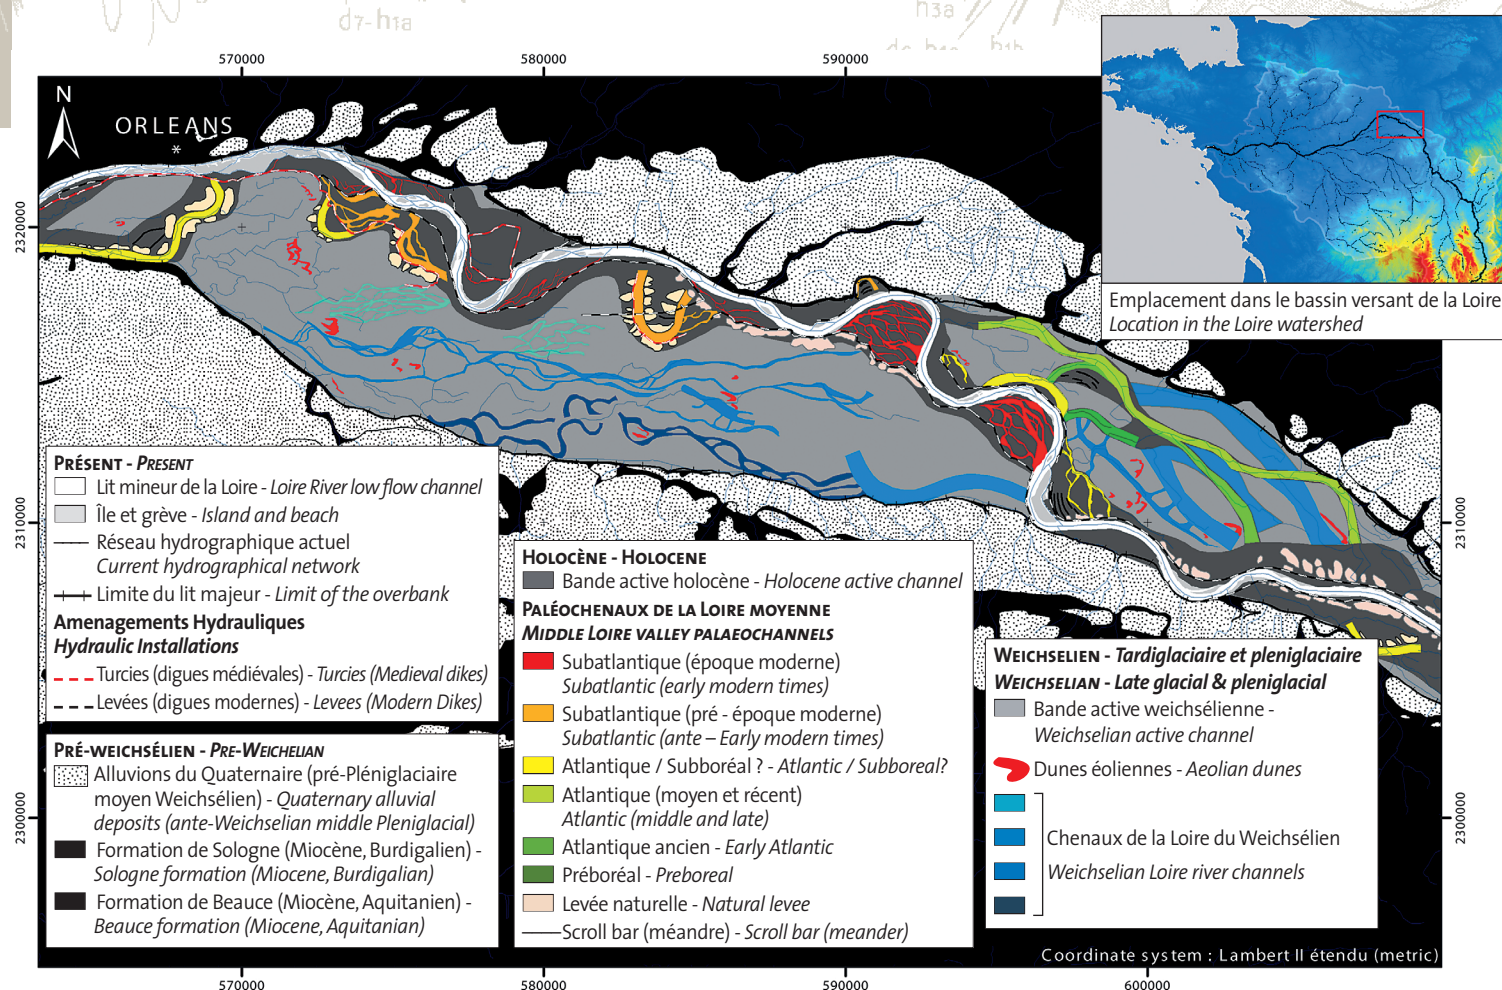 d7-h1a
h3a
h1b
570000
580000
590000
N
ORLEANS
*
2320000
2310000
2300000
2310000
2300000
Emplacement dans le bassin versant de la Loire
Location in the Loire watershed
PRÉSENT - PRESENT
Lit mineur de la Loire - Loire River low flow channel
Île et grève - Island and beach
Réseau hydrographique actuel
Current hydrographical network
Limite du lit majeur - Limit of the overbank
Amenagements Hydrauliques
Hydraulic Installations
Turcies (digues médiévales) - Turcies (Medieval dikes)
Levées (digues modernes) - Levees (Modern Dikes)
PRÉ-WEICHSÉLIEN - PRE-WEICHELIAN
Alluvions du Quaternaire (pré-Pléniglaciaire
moyen Weichsélien) - Quaternary alluvial
deposits (ante-Weichselian middle Pleniglacial)
Formation de Sologne (Miocène, Burdigalien) -
Sologne formation (Miocene, Burdigalian)
Formation de Beauce (Miocène, Aquitanien) -
Beauce formation (Miocene, Aquitanian)
HOLOCÈNE - HOLOCENE
Bande active holocène - Holocene active channel
PALÉOCHENAUX DE LA LOIRE MOYENNE
MIDDLE LOIRE VALLEY PALAEOCHANNELS
Subatlantique (époque moderne)
Subatlantic (early modern times)
Subatlantique (pré - époque moderne)
Subatlantic (ante – Early modern times)
Atlantique / Subboréal ? - Atlantic / Subboreal?
Atlantique (moyen et récent)
Atlantic (middle and late)
Atlantique ancien - Early Atlantic
Préboréal - Preboreal
Levée naturelle - Natural levee
Scroll bar (méandre) - Scroll bar (meander)
WEICHSELIEN - Tardiglaciaire et pleniglaciaire
WEICHSELIAN - Late glacial & pleniglacial
Bande active weichsélienne -
Weichselian active channel
Dunes éoliennes - Aeolian dunes
Chenaux de la Loire du Weichsélien
Weichselian Loire river channels
Coordinate system : Lambert II étendu (metric)
570000
580000
590000
600000